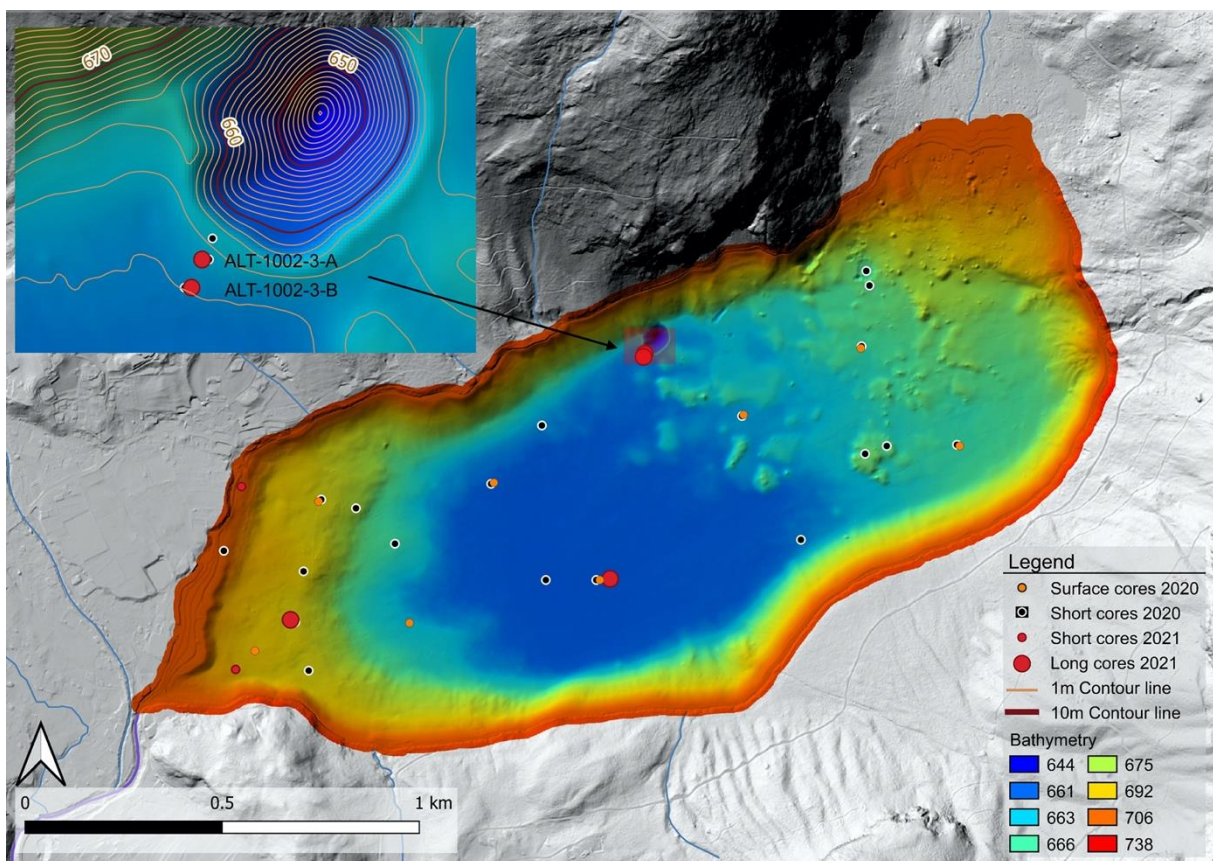 670
650
660
ALT-1002-3-A
ALT-1002-3-B
Legend
Surface cores 2020
Short cores 2020
Short cores 2021
Long cores 2021
1m Contour line
10m Contour line
Bathymetry
644 675
661 692
663 706
666 738
0 0.5 1 km